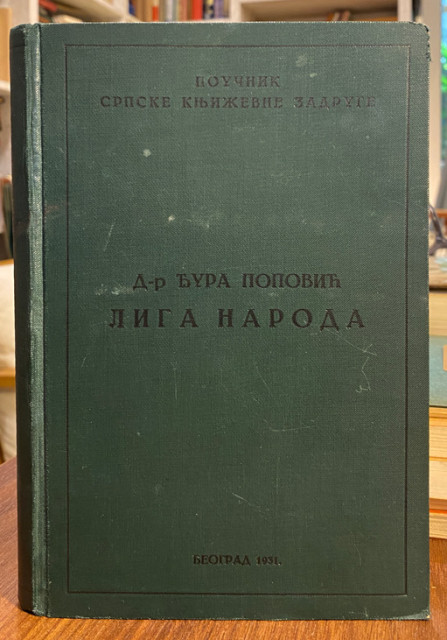 ПОУЧНИК
СРПСКЕ КЊИЖЕВНЕ ЗАДРУГЕ
Д-р ЂУРА ПОПОВИЋ
ЛИГА НАРОДА
БЕОГРАД 1931.